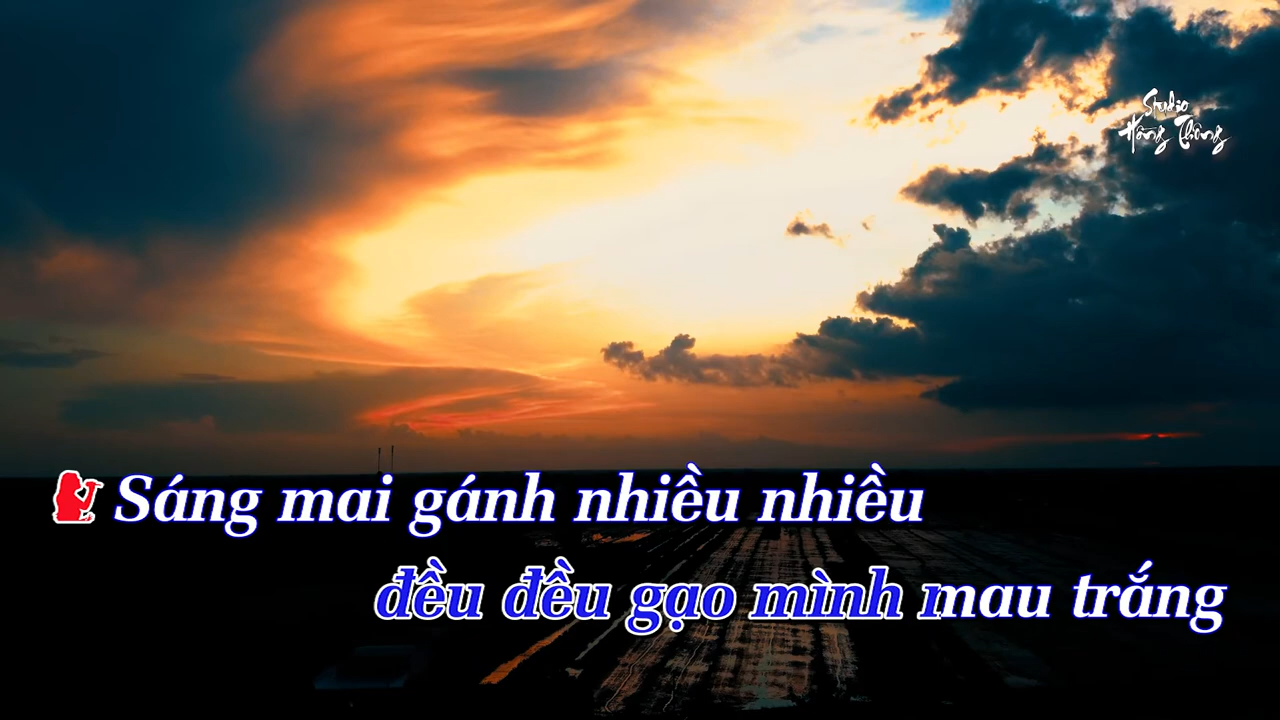 Studio
Hồng Thông
Sáng mai gánh nhiều nhiều
đều đều gạo mình mau trắng